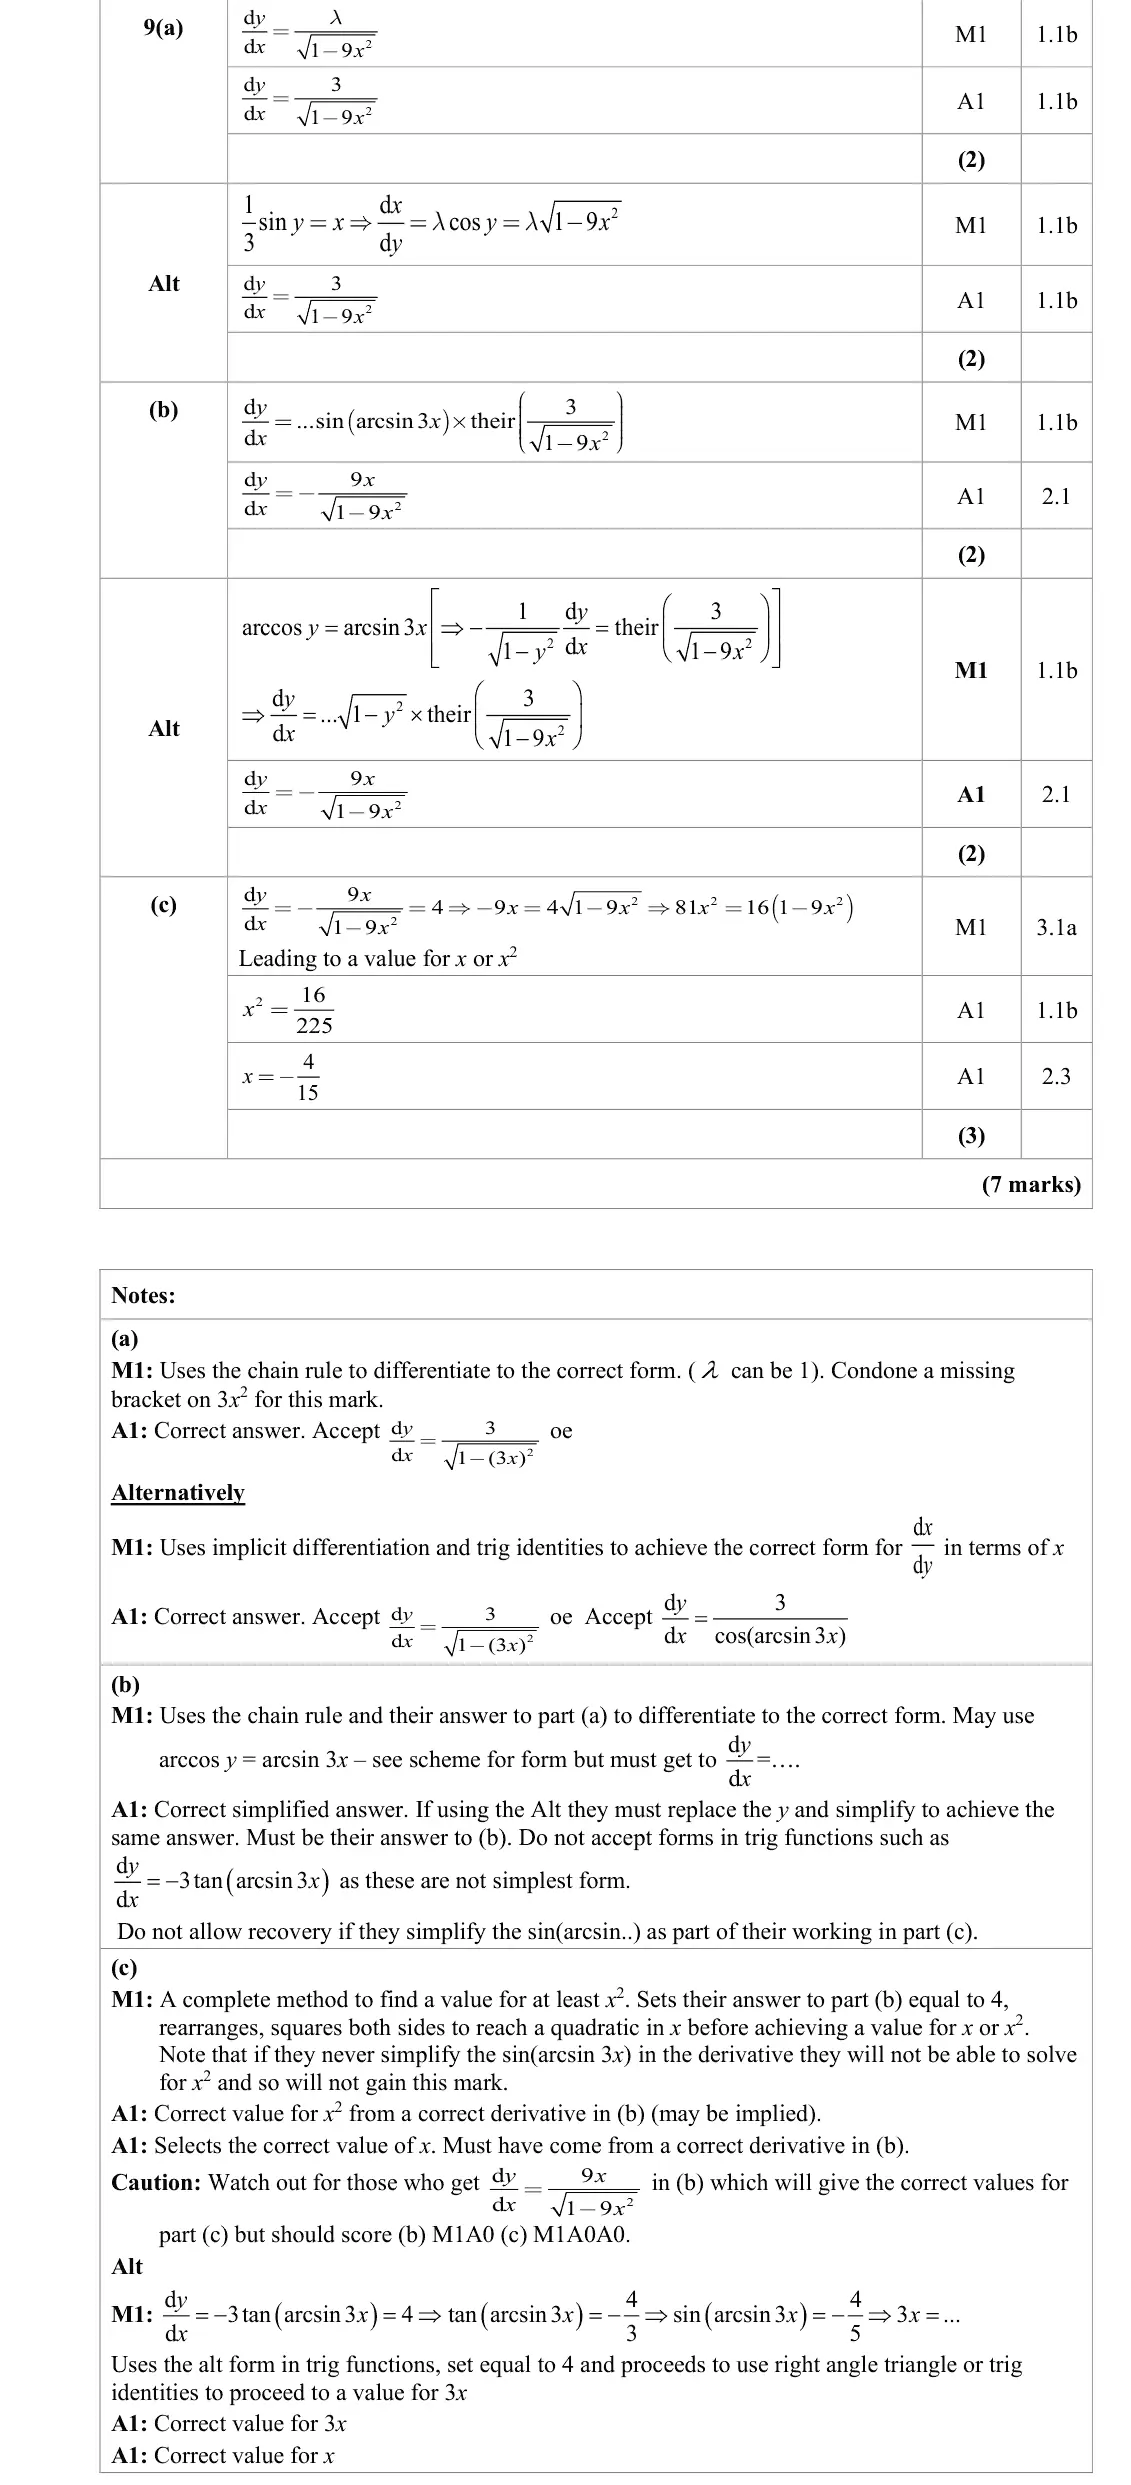 9(a) dy/dx = λ/√(1−9x²) M1 1.1b
dy/dx = 3/√(1−9x²) A1 1.1b
(2)
Alt 1/3 sin y = x ⇒ dx/dy = λ cos y = λ√(1−9x²) M1 1.1b
dy/dx = 3/√(1−9x²) A1 1.1b
(2)
(b) dy/dx = ...sin(arcsin 3x) × their(3/√(1−9x²)) M1 1.1b
dy/dx = −9x/√(1−9x²) A1 2.1
(2)
Alt arccos y = arcsin 3x [⇒ −1/√(1−y²) dy/dx = their(3/√(1−9x²))]
⇒ dy/dx = ...√(1−y²) × their(3/√(1−9x²)) M1 1.1b
dy/dx = −9x/√(1−9x²) A1 2.1
(2)
(c) dy/dx = −9x/√(1−9x²) = 4 ⇒ −9x = 4√(1−9x²) ⇒ 81x² = 16(1−9x²) M1 3.1a
Leading to a value for x or x²
x² = 16/225 A1 1.1b
x = −4/15 A1 2.3
(3)
(7 marks)
Notes:
(a)
M1: Uses the chain rule to differentiate to the correct form. (λ can be 1). Condone a missing
bracket on 3x² for this mark.
A1: Correct answer. Accept dy/dx = 3/√(1−(3x)²) oe
Alternatively
M1: Uses implicit differentiation and trig identities to achieve the correct form for dx/dy in terms of x
A1: Correct answer. Accept dy/dx = 3/√(1−(3x)²) oe Accept dy/dx = 3/cos(arcsin 3x)
(b)
M1: Uses the chain rule and their answer to part (a) to differentiate to the correct form. May use
arccos y = arcsin 3x – see scheme for form but must get to dy/dx =….
A1: Correct simplified answer. If using the Alt they must replace the y and simplify to achieve the
same answer. Must be their answer to (b). Do not accept forms in trig functions such as
dy/dx = −3tan(arcsin 3x) as these are not simplest form.
Do not allow recovery if they simplify the sin(arcsin..) as part of their working in part (c).
(c)
M1: A complete method to find a value for at least x². Sets their answer to part (b) equal to 4,
rearranges, squares both sides to reach a quadratic in x before achieving a value for x or x².
Note that if they never simplify the sin(arcsin 3x) in the derivative they will not be able to solve
for x² and so will not gain this mark.
A1: Correct value for x² from a correct derivative in (b) (may be implied).
A1: Selects the correct value of x. Must have come from a correct derivative in (b).
Caution: Watch out for those who get dy/dx = 9x/√(1−9x²) in (b) which will give the correct values for
part (c) but should score (b) M1A0 (c) M1A0A0.
Alt
M1: dy/dx = −3tan(arcsin 3x) = 4 ⇒ tan(arcsin 3x) = −4/3 ⇒ sin(arcsin 3x) = −4/5 ⇒ 3x = ...
Uses the alt form in trig functions, set equal to 4 and proceeds to use right angle triangle or trig
identities to proceed to a value for 3x
A1: Correct value for 3x
A1: Correct value for x